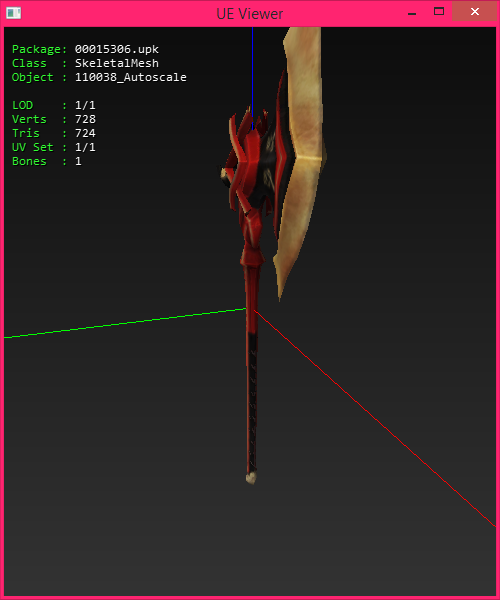 UE Viewer
Package: 00015306.upk
Class  : SkeletalMesh
Object : 110038_Autoscale
LOD    : 1/1
Verts  : 728
Tris   : 724
UV Set : 1/1
Bones  : 1